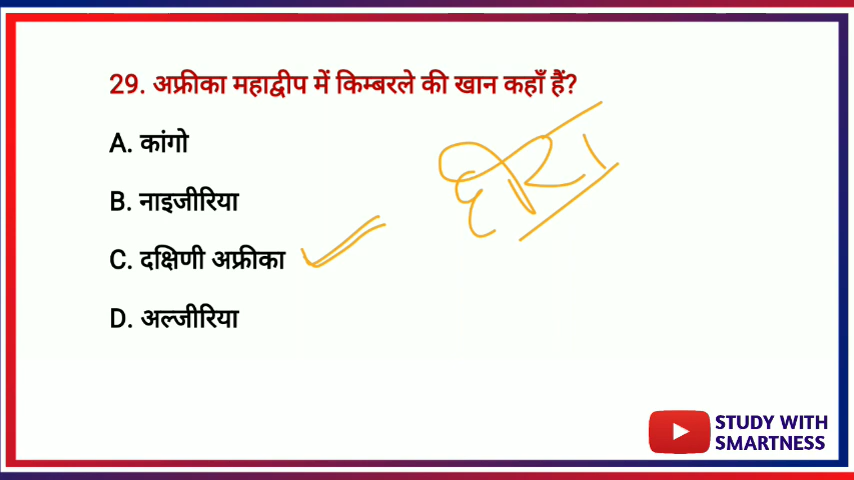 29. अफ्रीका महाद्वीप में किम्बरले की खान कहाँ हैं?
A. कांगो
B. नाइजीरिया
C. दक्षिणी अफ्रीका
D. अल्जीरिया
हीरा
STUDY WITH
SMARTNESS